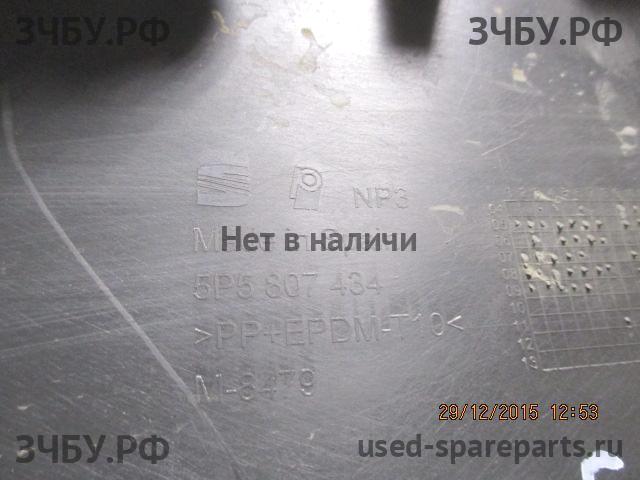 ЗЧБУ.РФ ЗЧБУ.РФ
NP3
Нет в наличи
5P5 807 434
>PP+EPDM-T10<
M-8479
29/12/2015 12:53
ЗЧБУ.РФ used-spareparts.ru